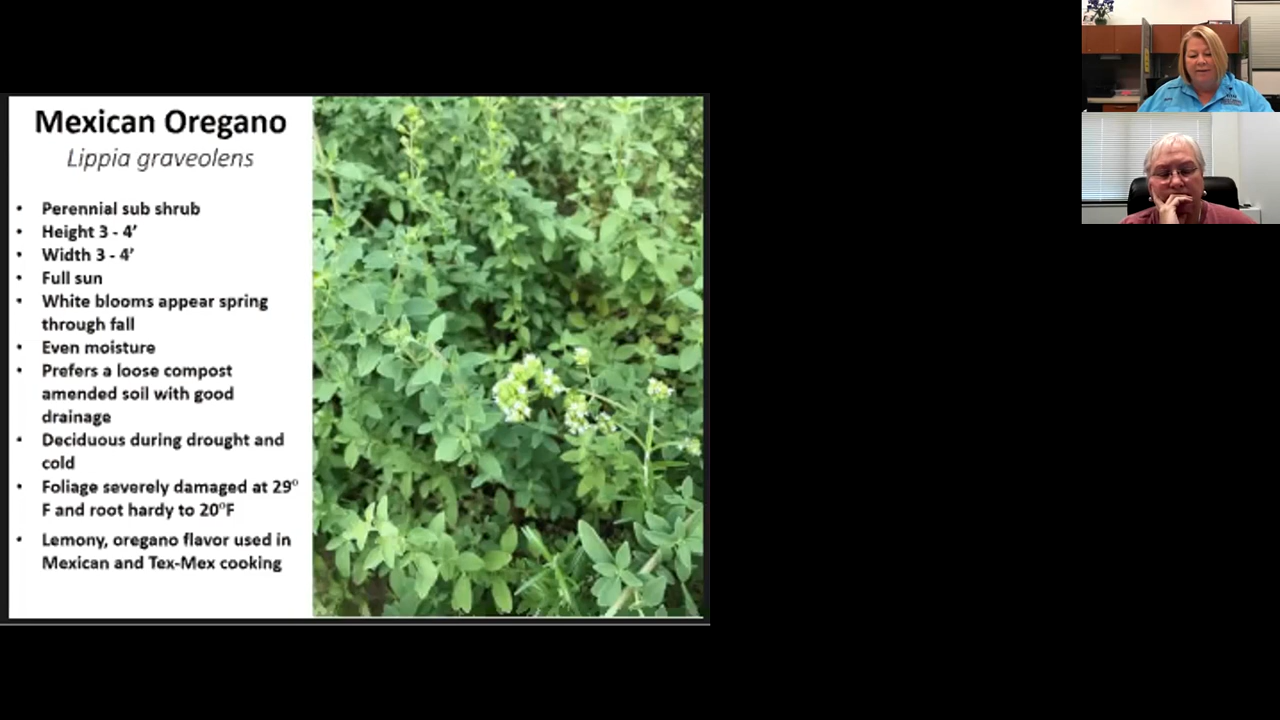 Mexican Oregano
Lippia graveolens
• Perennial sub shrub
• Height 3 - 4’
• Width 3 - 4’
• Full sun
• White blooms appear spring
through fall
• Even moisture
• Prefers a loose compost
amended soil with good
drainage
• Deciduous during drought and
cold
• Foliage severely damaged at 29°
F and root hardy to 20°F
• Lemony, oregano flavor used in
Mexican and Tex-Mex cooking